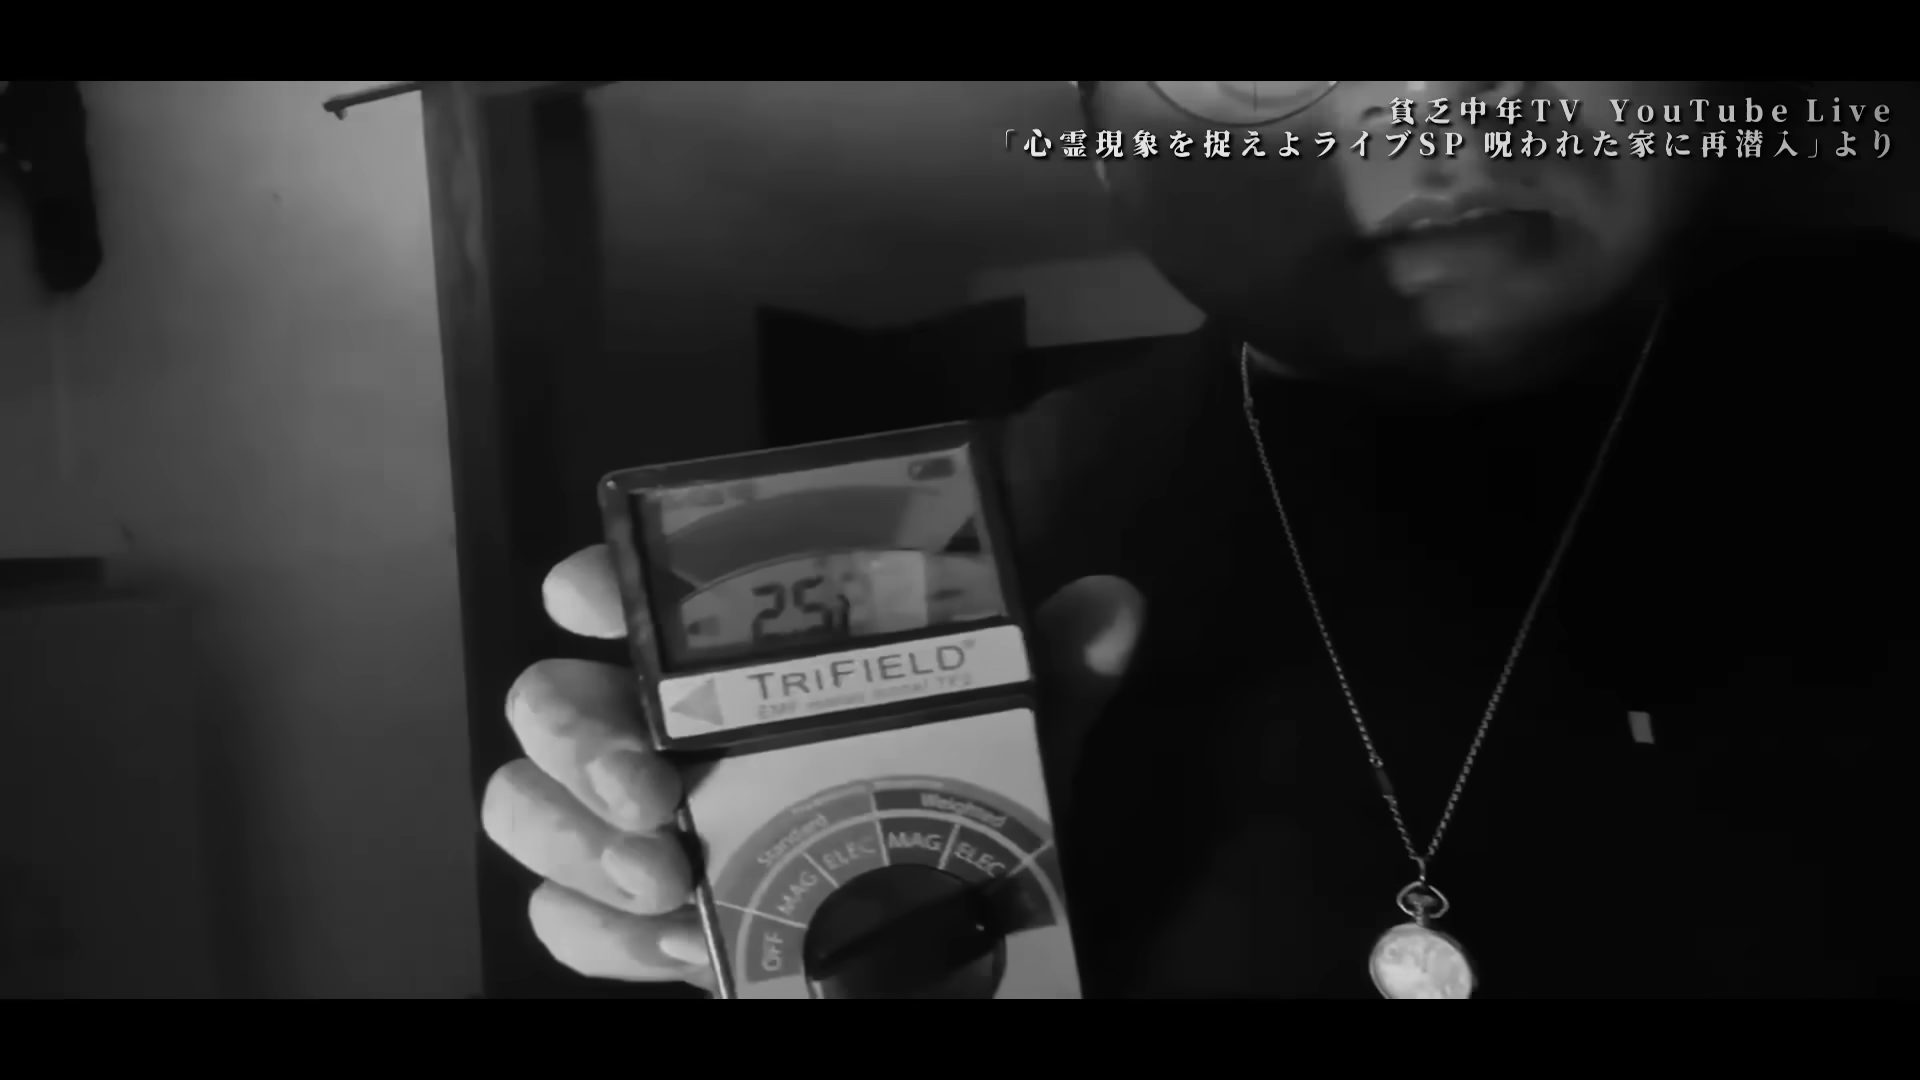 貧乏中年TV YouTube Live
「心霊現象を捉えよライブSP 呪われた家に再潜入」より
TRIFIELD
Standard
Weighted
OFF
MAG
ELEC
MAG
ELEC